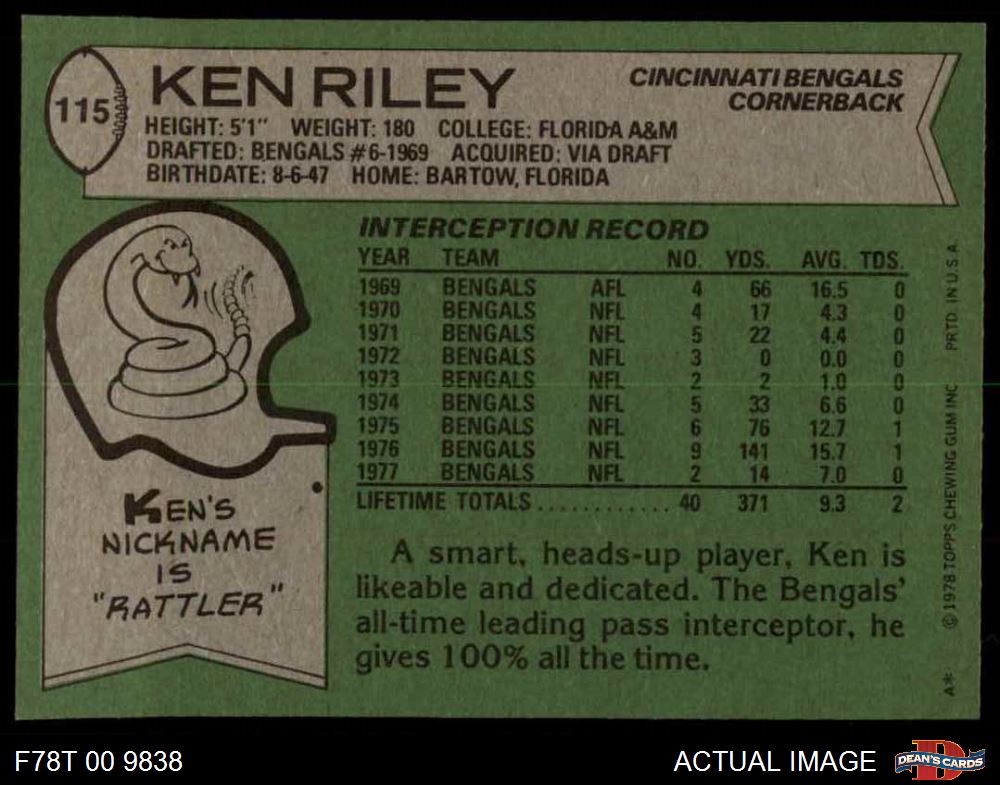 115
KEN RILEY
CINCINNATI BENGALS
CORNERBACK
HEIGHT: 5'1" WEIGHT: 180 COLLEGE: FLORIDA A&M
DRAFTED: BENGALS #6-1969 ACQUIRED: VIA DRAFT
BIRTHDATE: 8-6-47 HOME: BARTOW, FLORIDA
INTERCEPTION RECORD
YEAR TEAM NO. YDS. AVG. TDS.
1969 BENGALS AFL 4 66 16.5 0
1970 BENGALS NFL 4 17 4.3 0
1971 BENGALS NFL 5 22 4.4 0
1972 BENGALS NFL 3 0 0.0 0
1973 BENGALS NFL 2 2 1.0 0
1974 BENGALS NFL 5 33 6.6 0
1975 BENGALS NFL 6 76 12.7 1
1976 BENGALS NFL 9 141 15.7 1
1977 BENGALS NFL 2 14 7.0 0
LIFETIME TOTALS............ 40 371 9.3 2
KEN'S
NICKNAME
IS
"RATTLER"
A smart, heads-up player, Ken is
likeable and dedicated. The Bengals'
all-time leading pass interceptor, he
gives 100% all the time.
A* © 1978 TOPPS CHEWING GUM INC. PRTD. IN U.S.A.
F78T 00 9838
ACTUAL IMAGE
DEAN'S CARDS